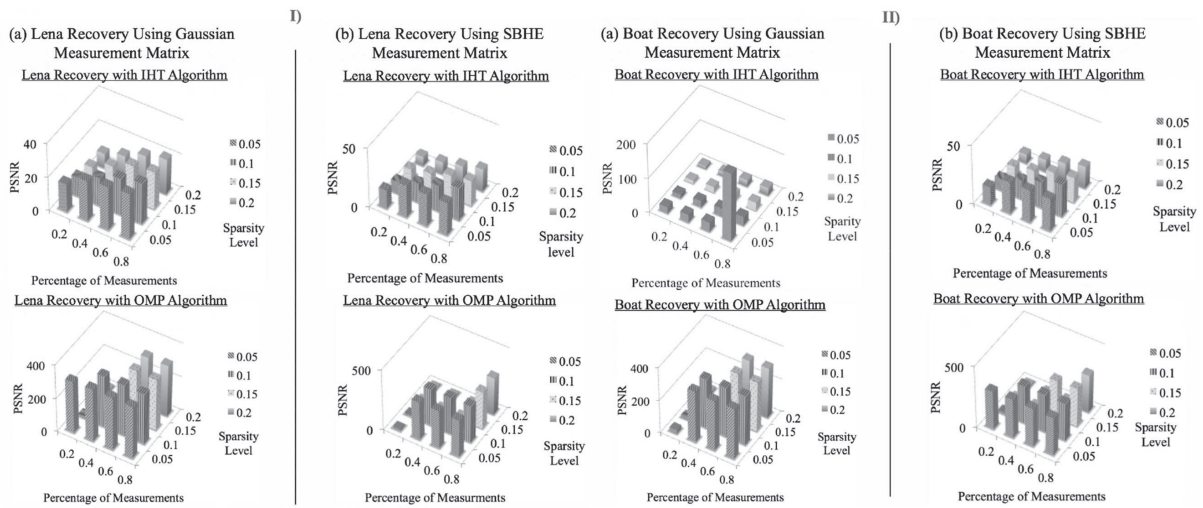 I)
II)
(a) Lena Recovery Using Gaussian
Measurement Matrix
Lena Recovery with IHT Algorithm
40
20
0
PSNR
0.2
0.4
0.6
0.8
Percentage of Measurements
0.05
0.1
0.15
0.2
Sparsity
Level
0.05
0.1
0.15
0.2
Lena Recovery with OMP Algorithm
400
200
0
PSNR
0.2
0.4
0.6
0.8
Percentage of Measurements
0.05
0.1
0.15
0.2
Sparsity
Level
0.05
0.1
0.15
0.2
(b) Lena Recovery Using SBHE
Measurement Matrix
Lena Recovery with IHT Algorithm
50
0
PSNR
0.2
0.4
0.6
0.8
Percentage of Measurements
0.05
0.1
0.15
0.2
Sparsity
level
0.05
0.1
0.15
0.2
Lena Recovery with OMP Algorithm
500
0
PSNR
0.2
0.4
0.6
0.8
Percentage of Measurments
0.05
0.1
0.15
0.2
Sparsity
Level
0.05
0.1
0.15
0.2
(a) Boat Recovery Using Gaussian
Measurement Matrix
Boat Recovery with IHT Algorithm
200
100
0
PSNR
0.2
0.4
0.6
0.8
Percentage of Measurements
0.05
0.1
0.15
0.2
Sparity
Level
0.05
0.1
0.15
0.2
Boat Recovery with OMP Algorithm
400
200
0
PSNR
0.2
0.4
0.6
0.8
Percentage of Measurements
0.05
0.1
0.15
0.2
Sparsity
Level
0.05
0.1
0.15
0.2
(b) Boat Recovery Using SBHE
Measurement Matrix
Boat Recovery with IHT Algorithm
50
0
PSNR
0.2
0.4
0.6
0.8
Percentage of Measurements
0.05
0.1
0.15
0.2
Sparsity
Level
0.05
0.1
0.15
0.2
Boat Recovery with OMP Algorithm
500
0
PSNR
0.2
0.4
0.6
0.8
Percentage of Measurements
0.05
0.1
0.15
0.2
Sparsity
Level
0.05
0.1
0.15
0.2